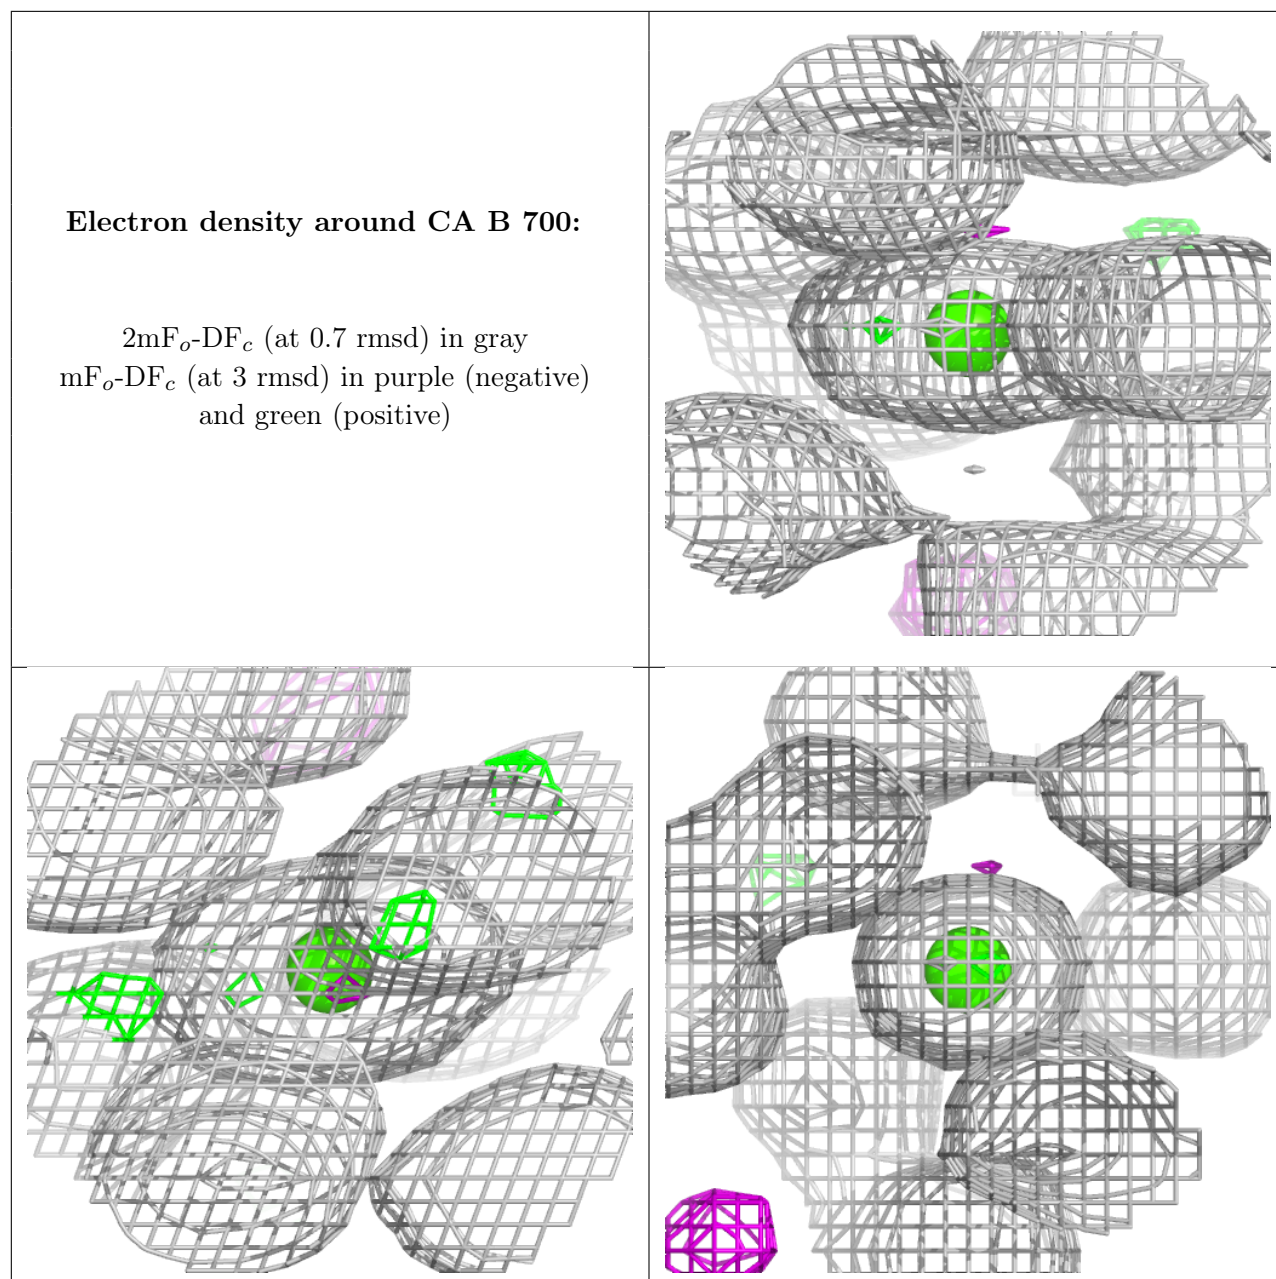 Electron density around CA B 700:
2mFₒ-DF𝒸 (at 0.7 rmsd) in gray
mFₒ-DF𝒸 (at 3 rmsd) in purple (negative)
and green (positive)